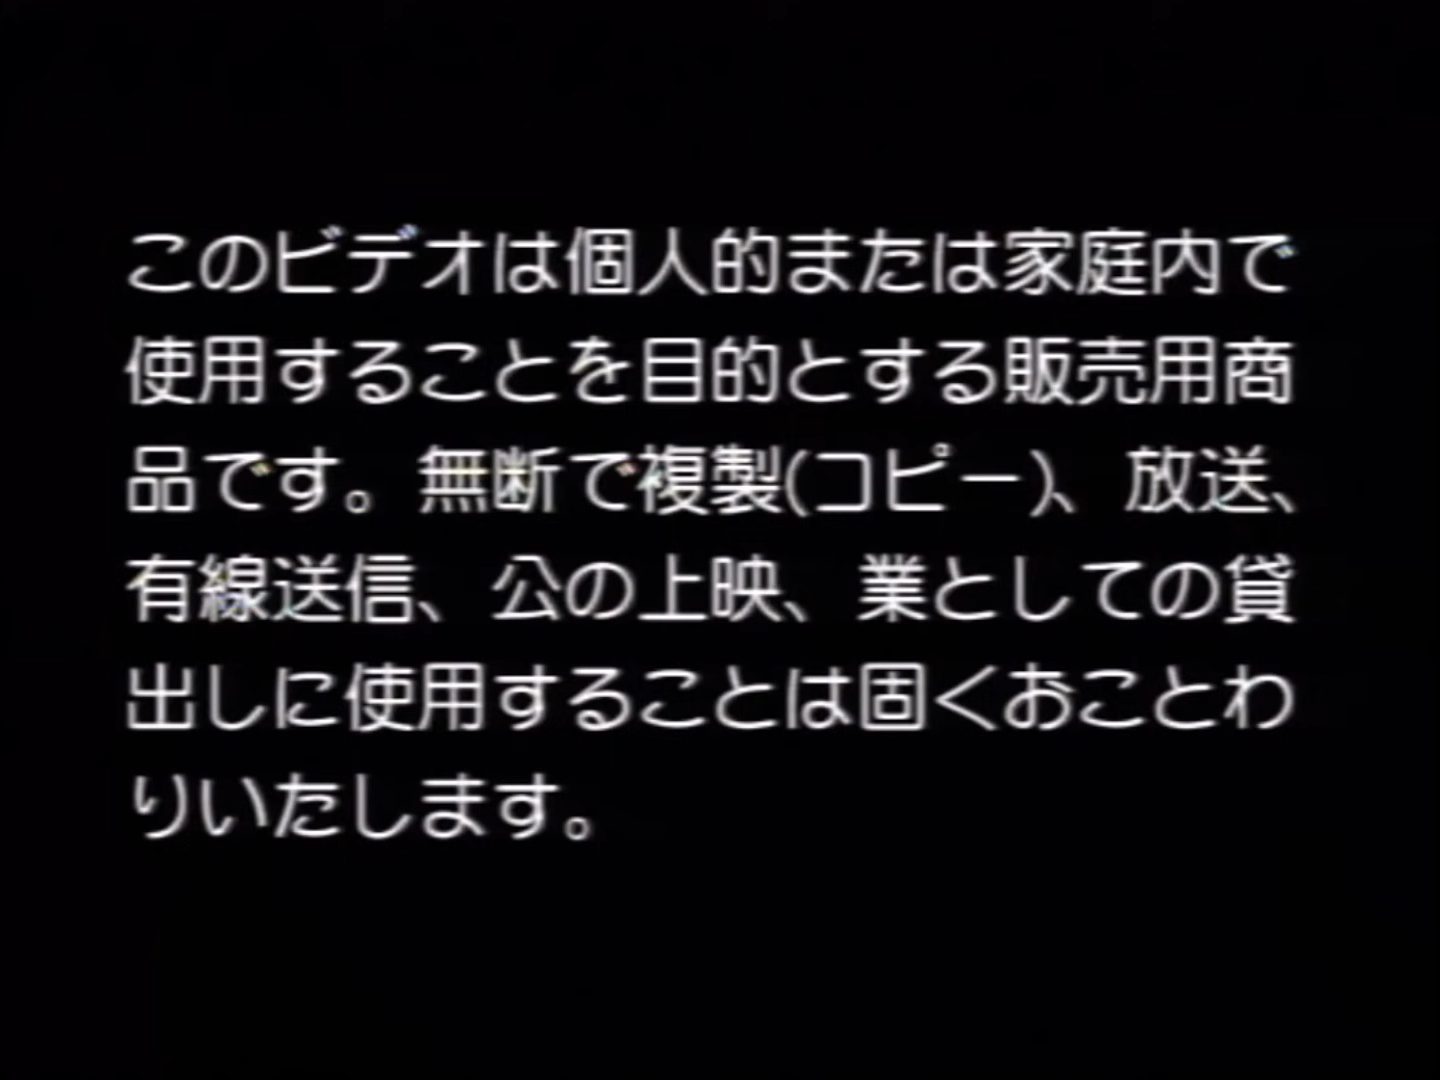 このビデオは個人的または家庭内で
使用することを目的とする販売用商
品です。無断で複製(コピー)、放送、
有線送信、公の上映、業としての貸
出しに使用することは固くおことわ
りいたします。